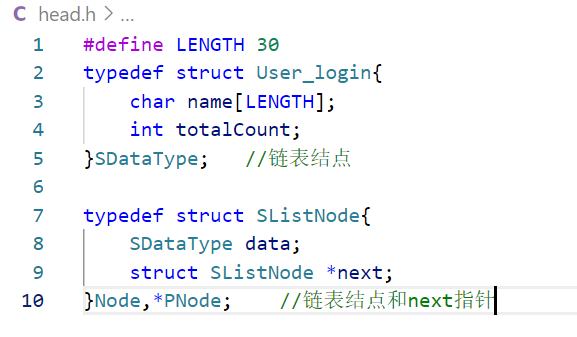 C head.h > ...
1 #define LENGTH 30
2 typedef struct User_login{
3     char name[LENGTH];
4     int totalCount;
5 }SDataType;   //链表结点
6
7 typedef struct SListNode{
8     SDataType data;
9     struct SListNode *next;
10 }Node,*PNode;    //链表结点和next指针